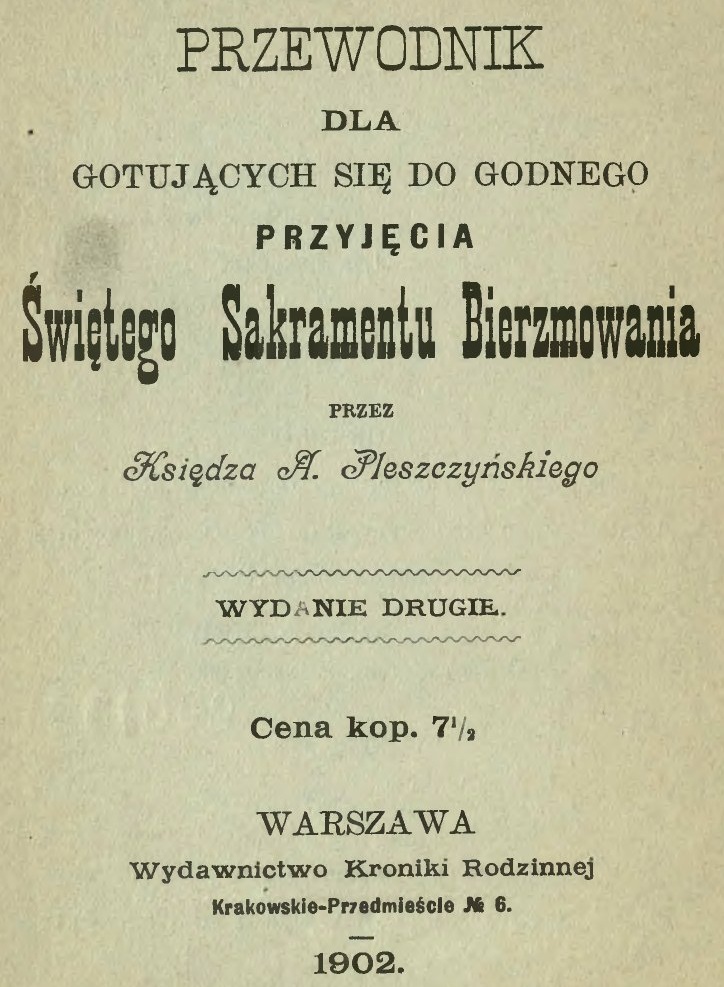 PRZEWODNIK
DLA
GOTUJĄCYCH SIĘ DO GODNEGO
PRZYJĘCIA
Świętego Sakramentu Bierzmowania
PRZEZ
Księdza A. Pleszczyńskiego
WYDANIE DRUGIE.
Cena kop. 7¹/₂
WARSZAWA
Wydawnictwo Kroniki Rodzinnej
Krakowskie-Przedmieście № 6.
1902.